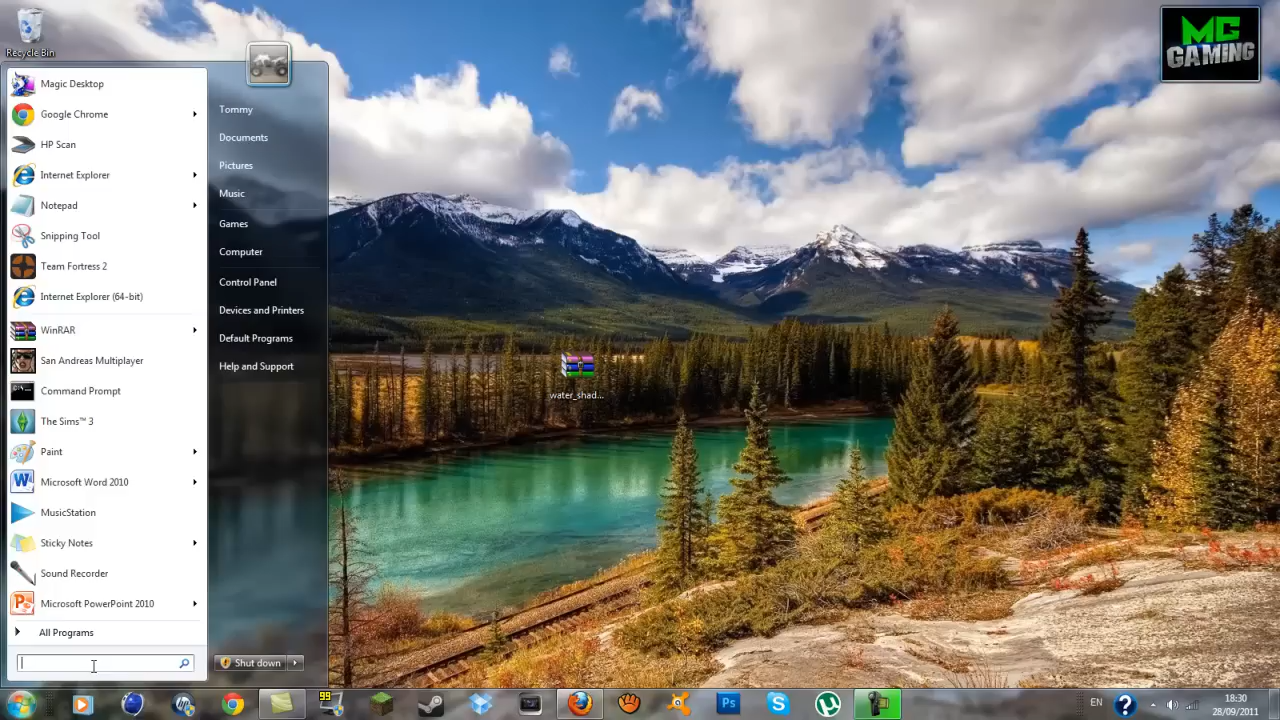 Recycle Bin
MG
GAMING
Magic Desktop
Google Chrome
HP Scan
Internet Explorer
Notepad
Snipping Tool
Team Fortress 2
Internet Explorer (64-bit)
WinRAR
San Andreas Multiplayer
Command Prompt
The Sims™ 3
Paint
Microsoft Word 2010
MusicStation
Sticky Notes
Sound Recorder
Microsoft PowerPoint 2010
All Programs
Tommy
Documents
Pictures
Music
Games
Computer
Control Panel
Devices and Printers
Default Programs
Help and Support
Shut down
water_shad...
99
Ps
EN
18:30
28/09/2011